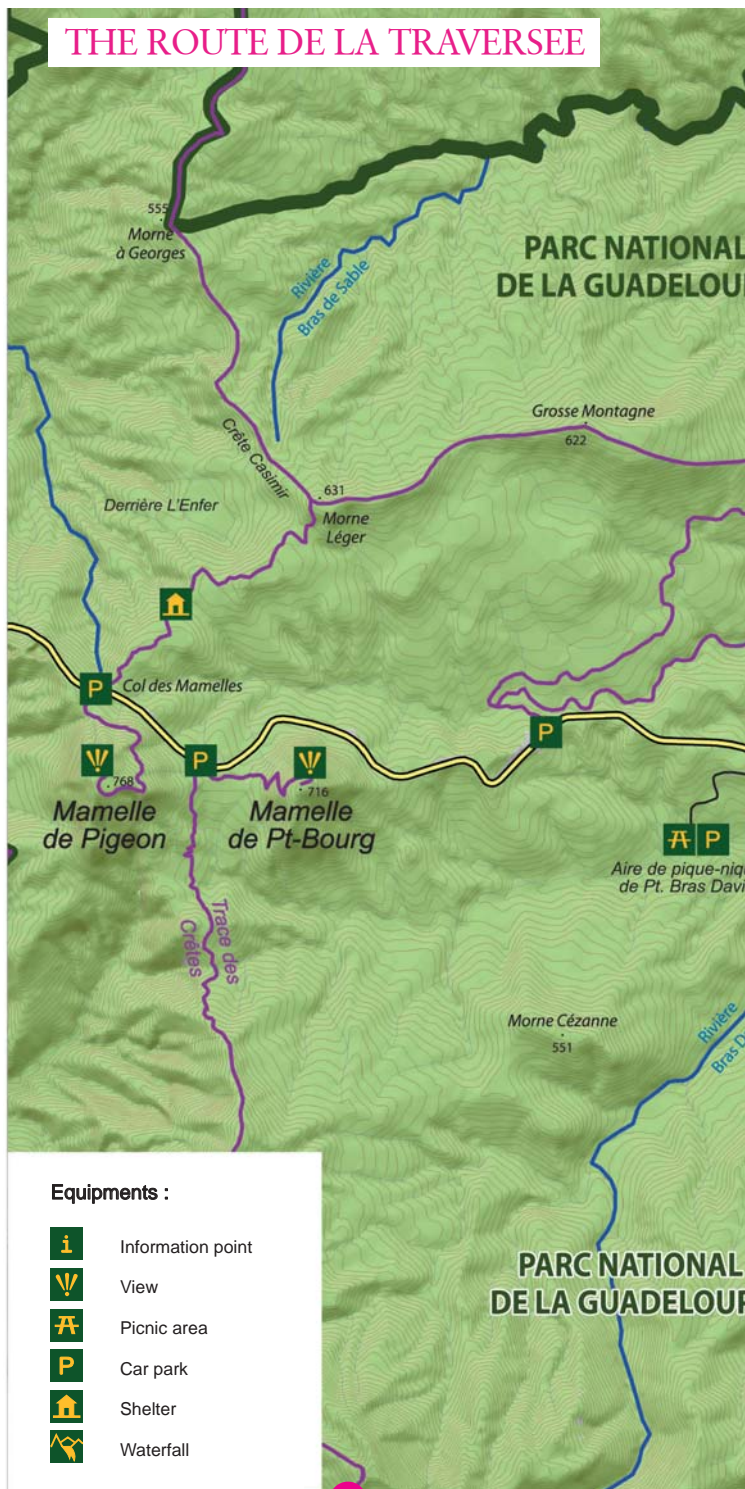 THE ROUTE DE LA TRAVERSEE
555
Morne
à Georges
Rivière
Bras de Sable
PARC NATIONAL
DE LA GUADELOUP
Grosse Montagne
622
Crête Casimir
631
Morne
Léger
Derrière L'Enfer
P
Col des Mamelles
P
P
768
716
Mamelle
de Pigeon
Mamelle
de Pt-Bourg
P
Aire de pique-niq
de Pt. Bras Davi
Trace des
Crêtes
Morne Cézanne
551
Rivière
Bras D
Equipments :
i
Information point
View
Picnic area
P
Car park
Shelter
Waterfall
PARC NATIONAL
DE LA GUADELOUP